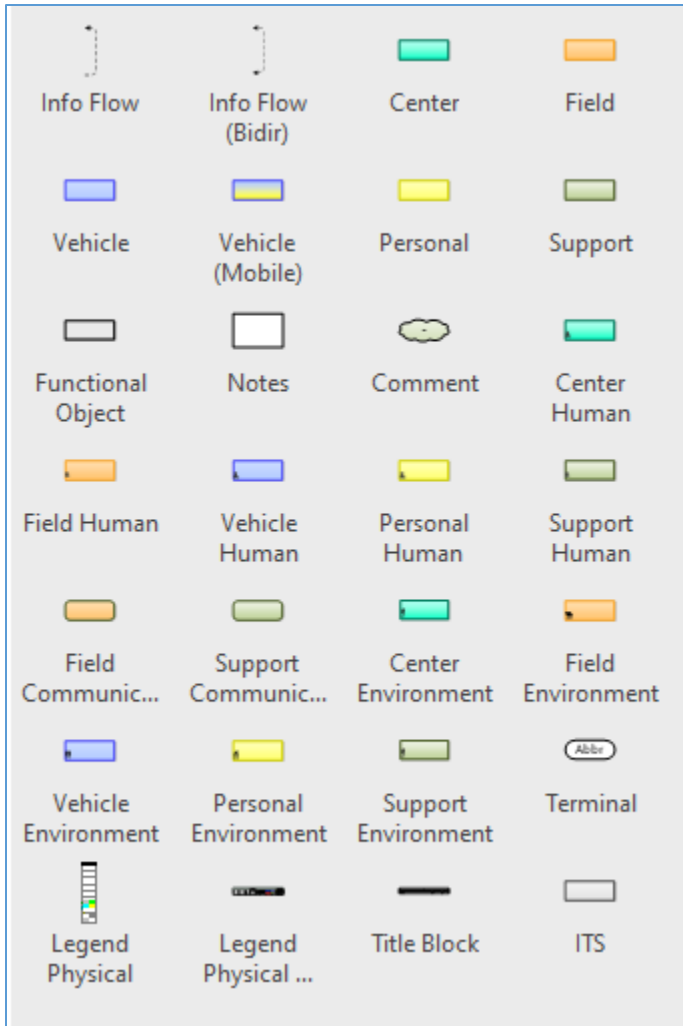 Info Flow
Info Flow
(Bidir)
Center
Field
Vehicle
Vehicle
(Mobile)
Personal
Support
Functional
Object
Notes
Comment
Center
Human
Field Human
Vehicle
Human
Personal
Human
Support
Human
Field
Communic...
Support
Communic...
Center
Environment
Field
Environment
Vehicle
Environment
Personal
Environment
Support
Environment
Abbr
Terminal
Legend
Physical
Legend
Physical ...
Title Block
ITS